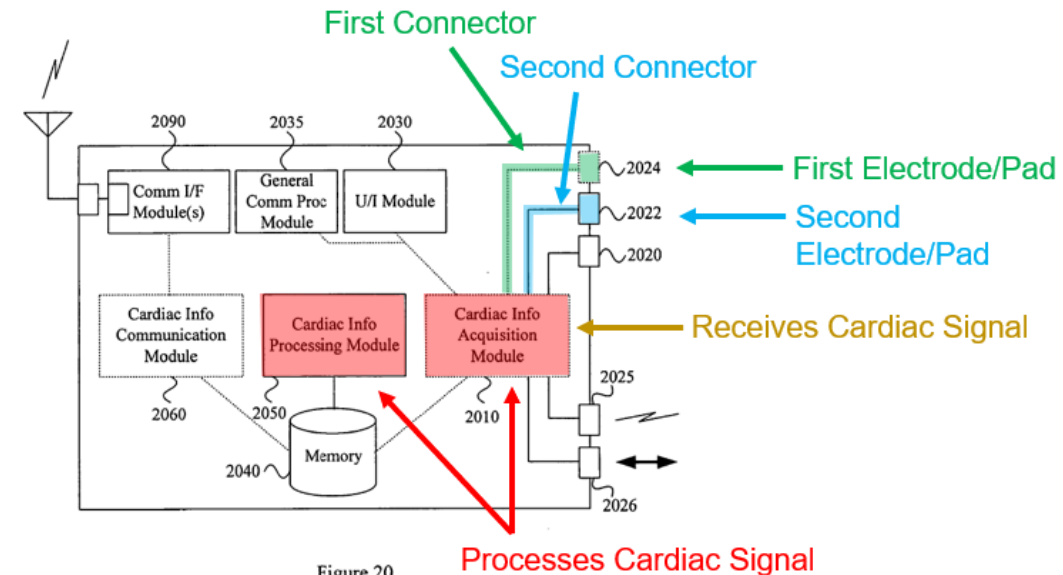 First Connector
Second Connector
2090
2035
2030
Comm I/F
Module(s)
General
Comm Proc
Module
U/I Module
2024
First Electrode/Pad
2022
Second
Electrode/Pad
2020
Cardiac Info
Communication
Module
Cardiac Info
Processing Module
Cardiac Info
Acquisition
Module
Receives Cardiac Signal
2060
2050
2010
2025
Memory
2040
2026
Processes Cardiac Signal
Figure 20